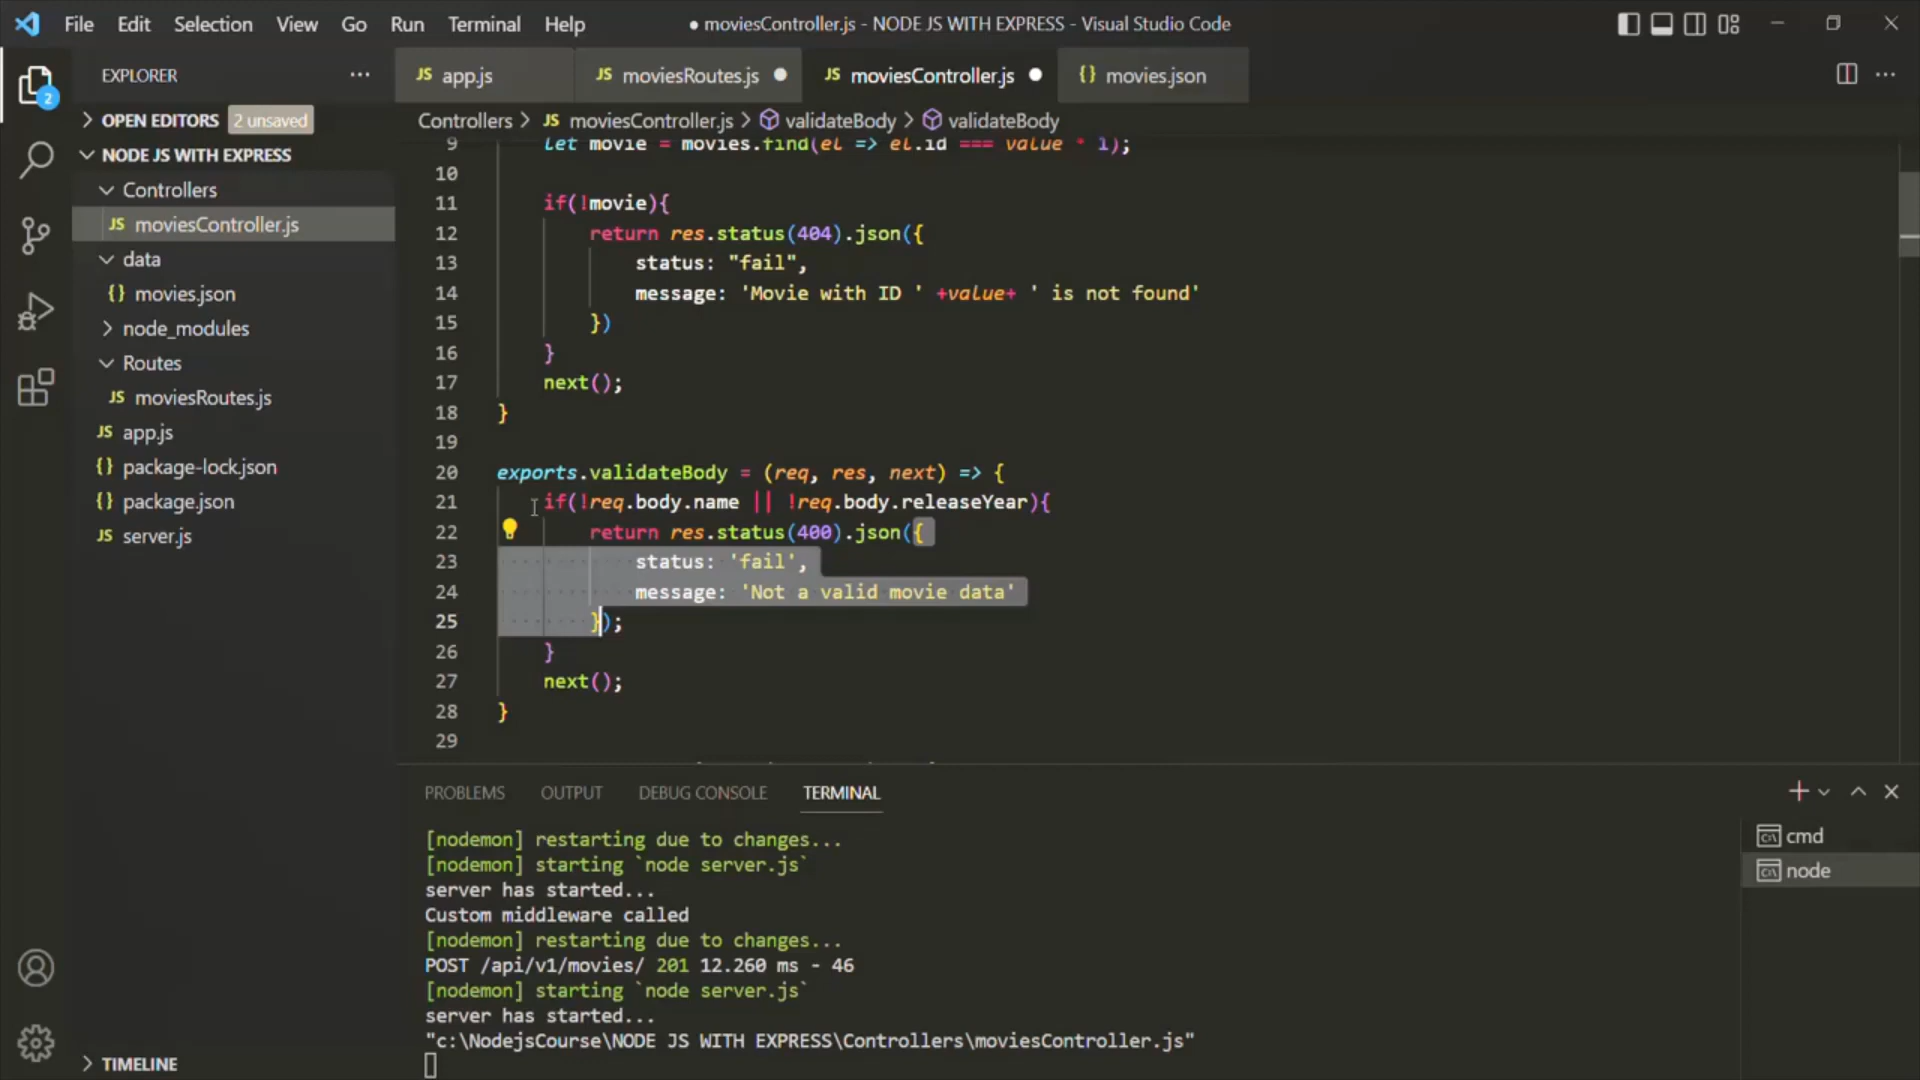 File Edit Selection View Go Run Terminal Help
● moviesController.js - NODE JS WITH EXPRESS - Visual Studio Code
EXPLORER ...
JS app.js
JS moviesRoutes.js ●
JS moviesController.js ●
{} movies.json
2
> OPEN EDITORS 2 unsaved
NODE JS WITH EXPRESS
Controllers
JS moviesController.js
data
{} movies.json
> node_modules
Routes
JS moviesRoutes.js
JS app.js
{} package-lock.json
{} package.json
JS server.js
> TIMELINE
Controllers > JS moviesController.js > validateBody > validateBody
9 let movie = movies.find(el => el.id === value * 1);
10
11 if(!movie){
12 return res.status(404).json({
13 status: "fail",
14 message: 'Movie with ID ' +value+ ' is not found'
15 })
16 }
17 next();
18 }
19
20 exports.validateBody = (req, res, next) => {
21 if(!req.body.name || !req.body.releaseYear){
22 return res.status(400).json({
23 status: 'fail',
24 message: 'Not a valid movie data'
25 });
26 }
27 next();
28 }
29
PROBLEMS OUTPUT DEBUG CONSOLE TERMINAL
[nodemon] restarting due to changes...
[nodemon] starting `node server.js`
server has started...
Custom middleware called
[nodemon] restarting due to changes...
POST /api/v1/movies/ 201 12.260 ms - 46
[nodemon] starting `node server.js`
server has started...
"c:\NodejsCourse\NODE JS WITH EXPRESS\Controllers\moviesController.js"
cmd
node